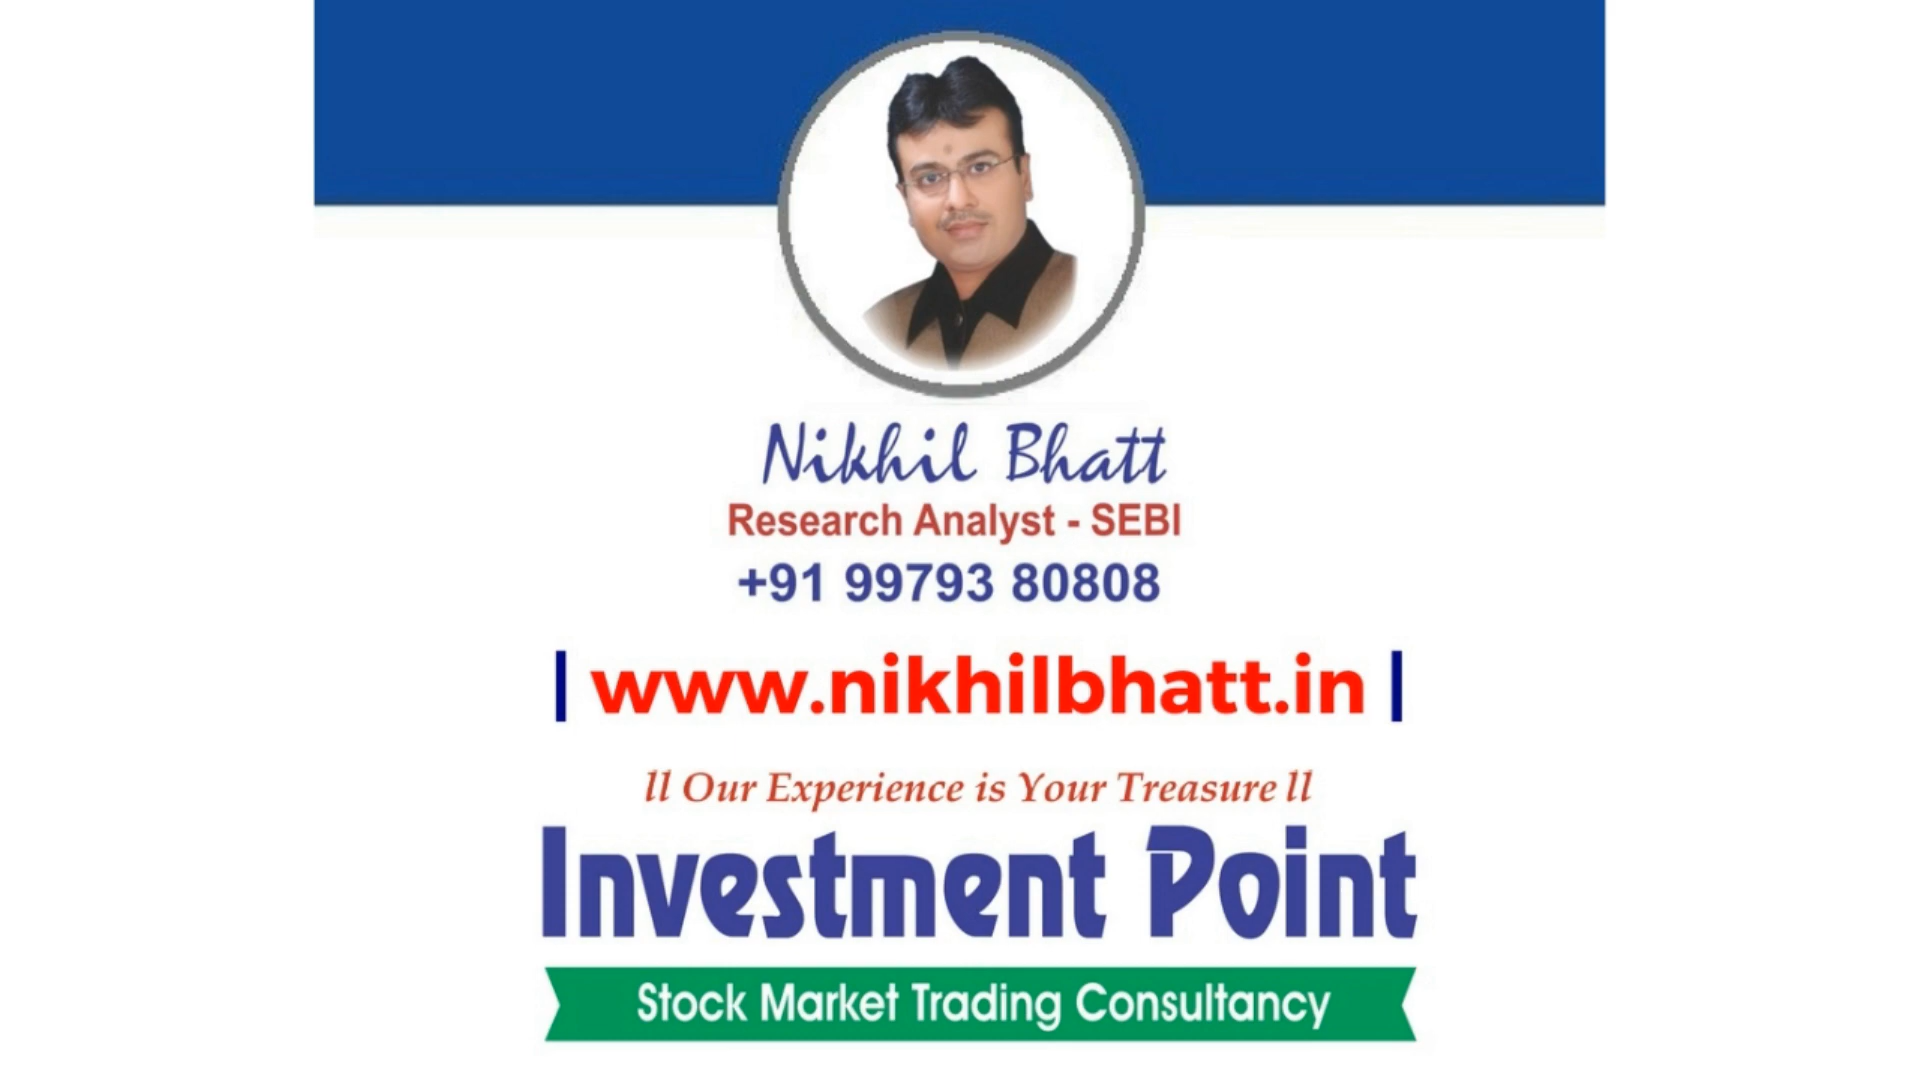 Nikhil Bhatt
Research Analyst - SEBI
+91 99793 80808
| www.nikhilbhatt.in |
ll Our Experience is Your Treasure ll
Investment Point
Stock Market Trading Consultancy